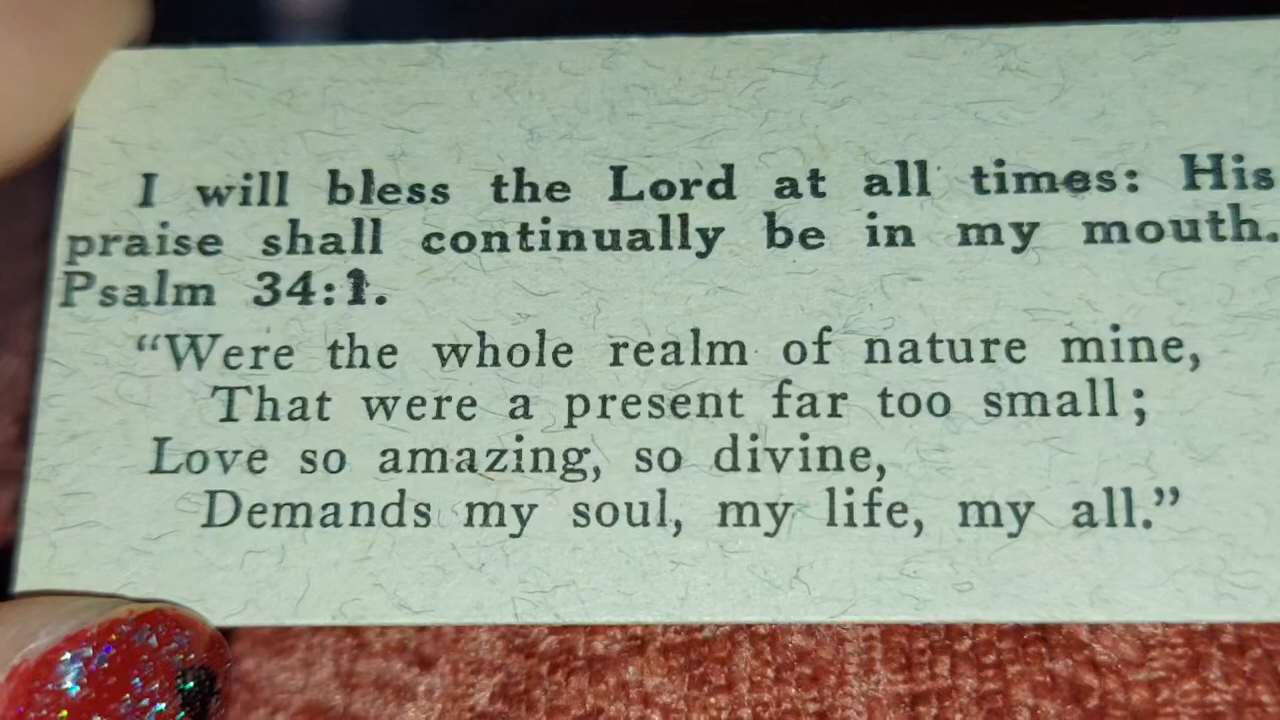 I will bless the Lord at all times: His
praise shall continually be in my mouth.
Psalm 34:1.
“Were the whole realm of nature mine,
That were a present far too small;
Love so amazing, so divine,
Demands my soul, my life, my all.”